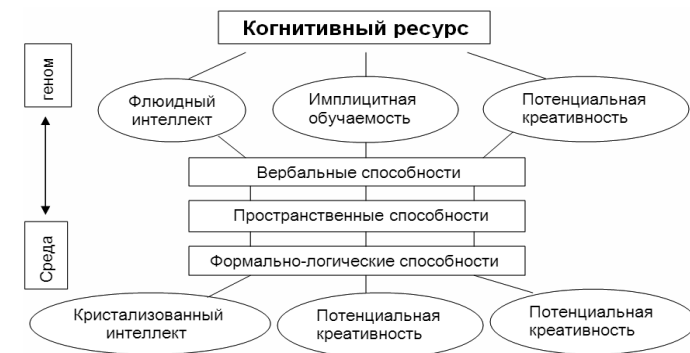 Когнитивный ресурс
геном
Флюидный
интеллект
Имплицитная
обучаемость
Потенциальная
креативность
Вербальные способности
Пространственные способности
Среда
Формально-логические способности
Кристализованный
интеллект
Потенциальная
креативность
Потенциальная
креативность